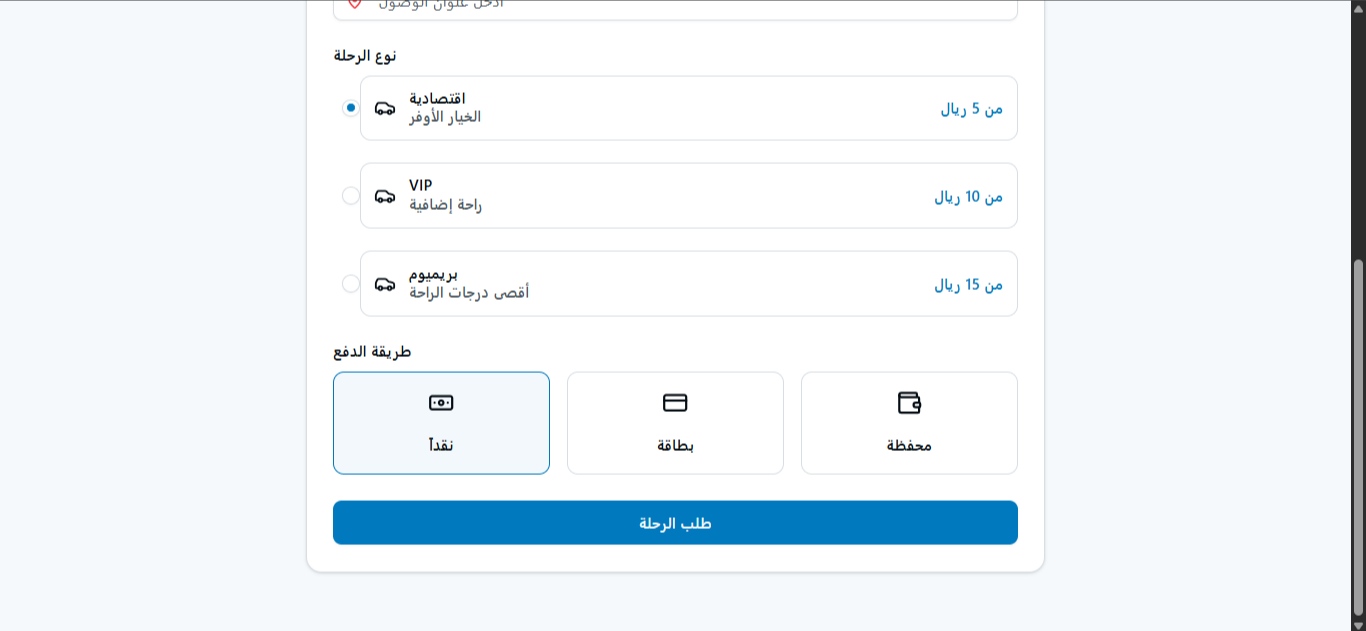 أدخل عنوان الوصول
نوع الرحلة
اقتصادية
الخيار الأوفر
من 5 ريال
VIP
راحة إضافية
من 10 ريال
بريميوم
أقصى درجات الراحة
من 15 ريال
طريقة الدفع
نقداً
بطاقة
محفظة
طلب الرحلة